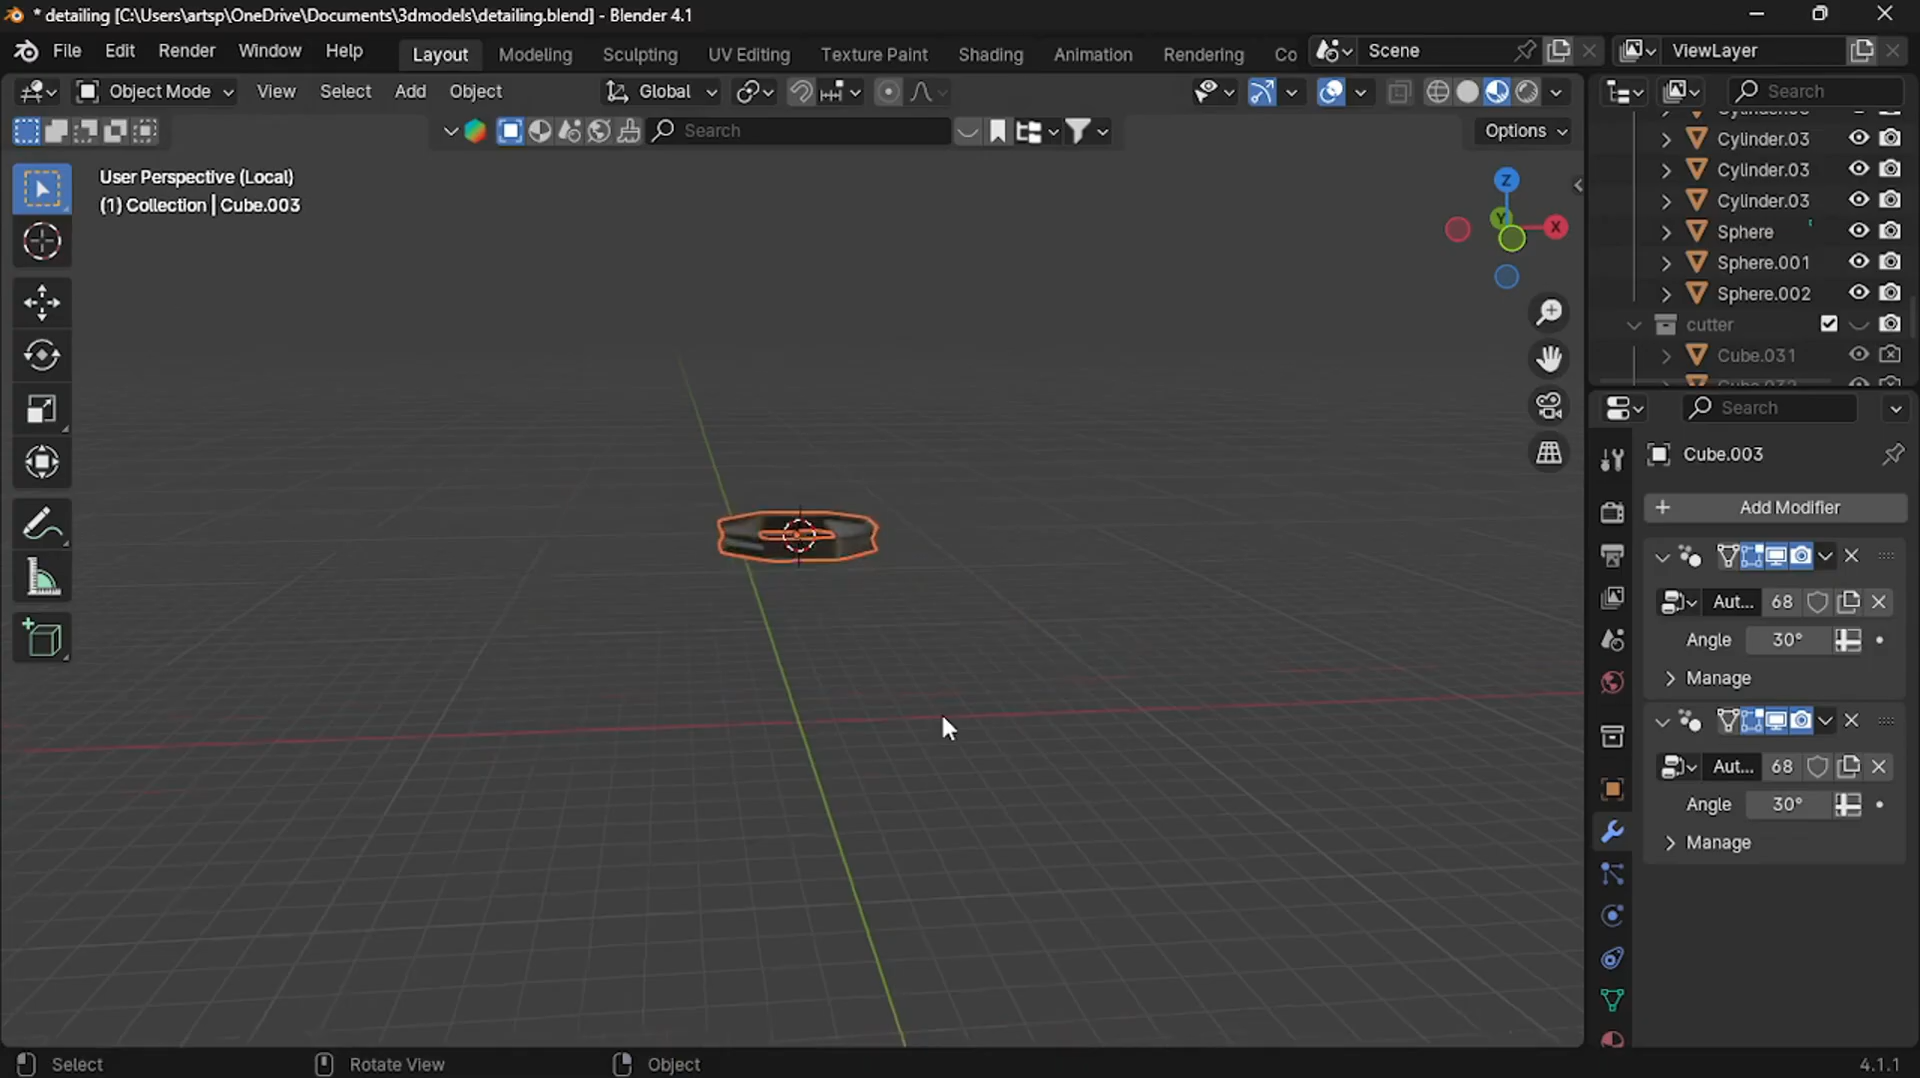 * detailing [C:\Users\artsp\OneDrive\Documents\3dmodels\detailing.blend] - Blender 4.1
File Edit Render Window Help Layout Modeling Sculpting UV Editing Texture Paint Shading Animation Rendering Co Scene ViewLayer
Object Mode View Select Add Object Global Search
Search Options
User Perspective (Local)
(1) Collection | Cube.003
Z
Y
X
Cylinder.03
Cylinder.03
Cylinder.03
Sphere
Sphere.001
Sphere.002
cutter
Cube.031
Search
Cube.003
+ Add Modifier
Aut... 68
Angle 30°
Manage
Aut... 68
Angle 30°
Manage
Select Rotate View Object 4.1.1